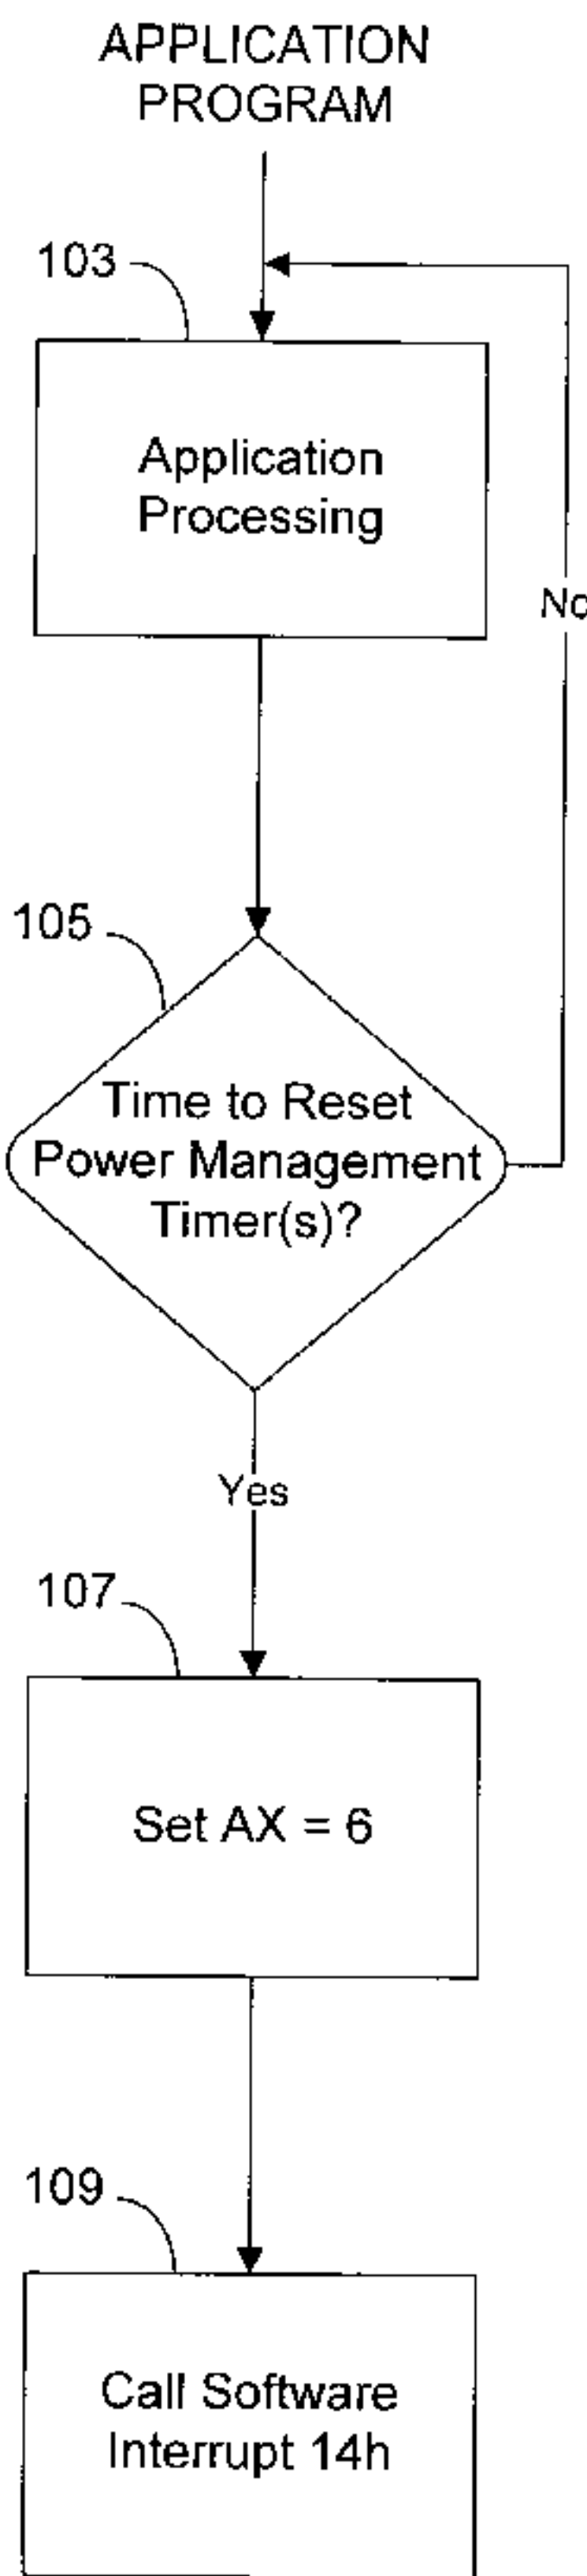 APPLICATION
PROGRAM
103
Application
Processing
No
105
Time to Reset
Power Management
Timer(s)?
Yes
107
Set AX = 6
109
Call Software
Interrupt 14h